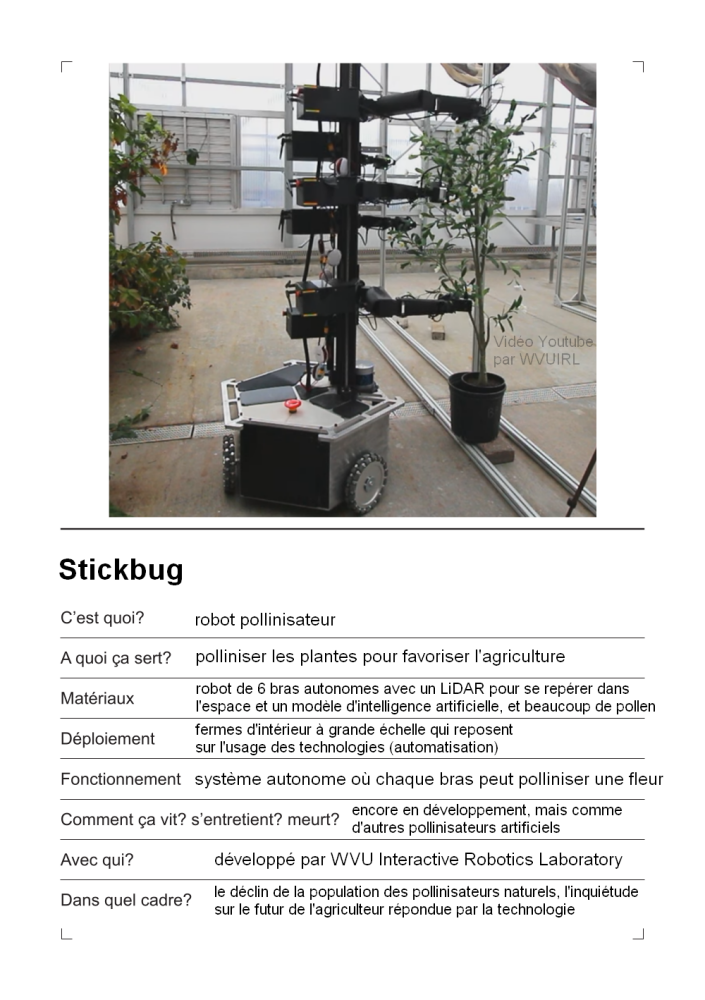 Vidéo Youtube
par WVUIRL
Stickbug
C'est quoi? robot pollinisateur
A quoi ça sert? polliniser les plantes pour favoriser l'agriculture
Matériaux robot de 6 bras autonomes avec un LiDAR pour se repérer dans
l'espace et un modèle d'intelligence artificielle, et beaucoup de pollen
Déploiement fermes d'intérieur à grande échelle qui reposent
sur l'usage des technologies (automatisation)
Fonctionnement système autonome où chaque bras peut polliniser une fleur
Comment ça vit? s'entretient? meurt? encore en développement, mais comme
d'autres pollinisateurs artificiels
Avec qui? développé par WVU Interactive Robotics Laboratory
Dans quel cadre? le déclin de la population des pollinisateurs naturels, l'inquiétude
sur le futur de l'agriculteur répondue par la technologie